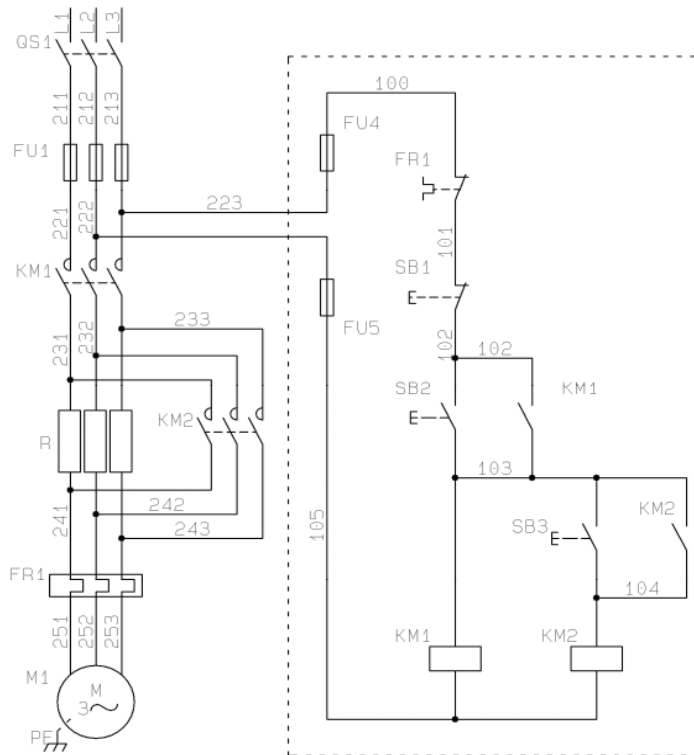 L1
L2
L3
QS1
211
212
213
100
FU1
FU4
FR1
223
221
222
101
KM1
SB1
233
231
232
FU5
102
102
SB2
KM1
KM2
R
103
242
241
243
105
SB3
KM2
FR1
104
251
252
253
KM1
KM2
M1
M
3
PE